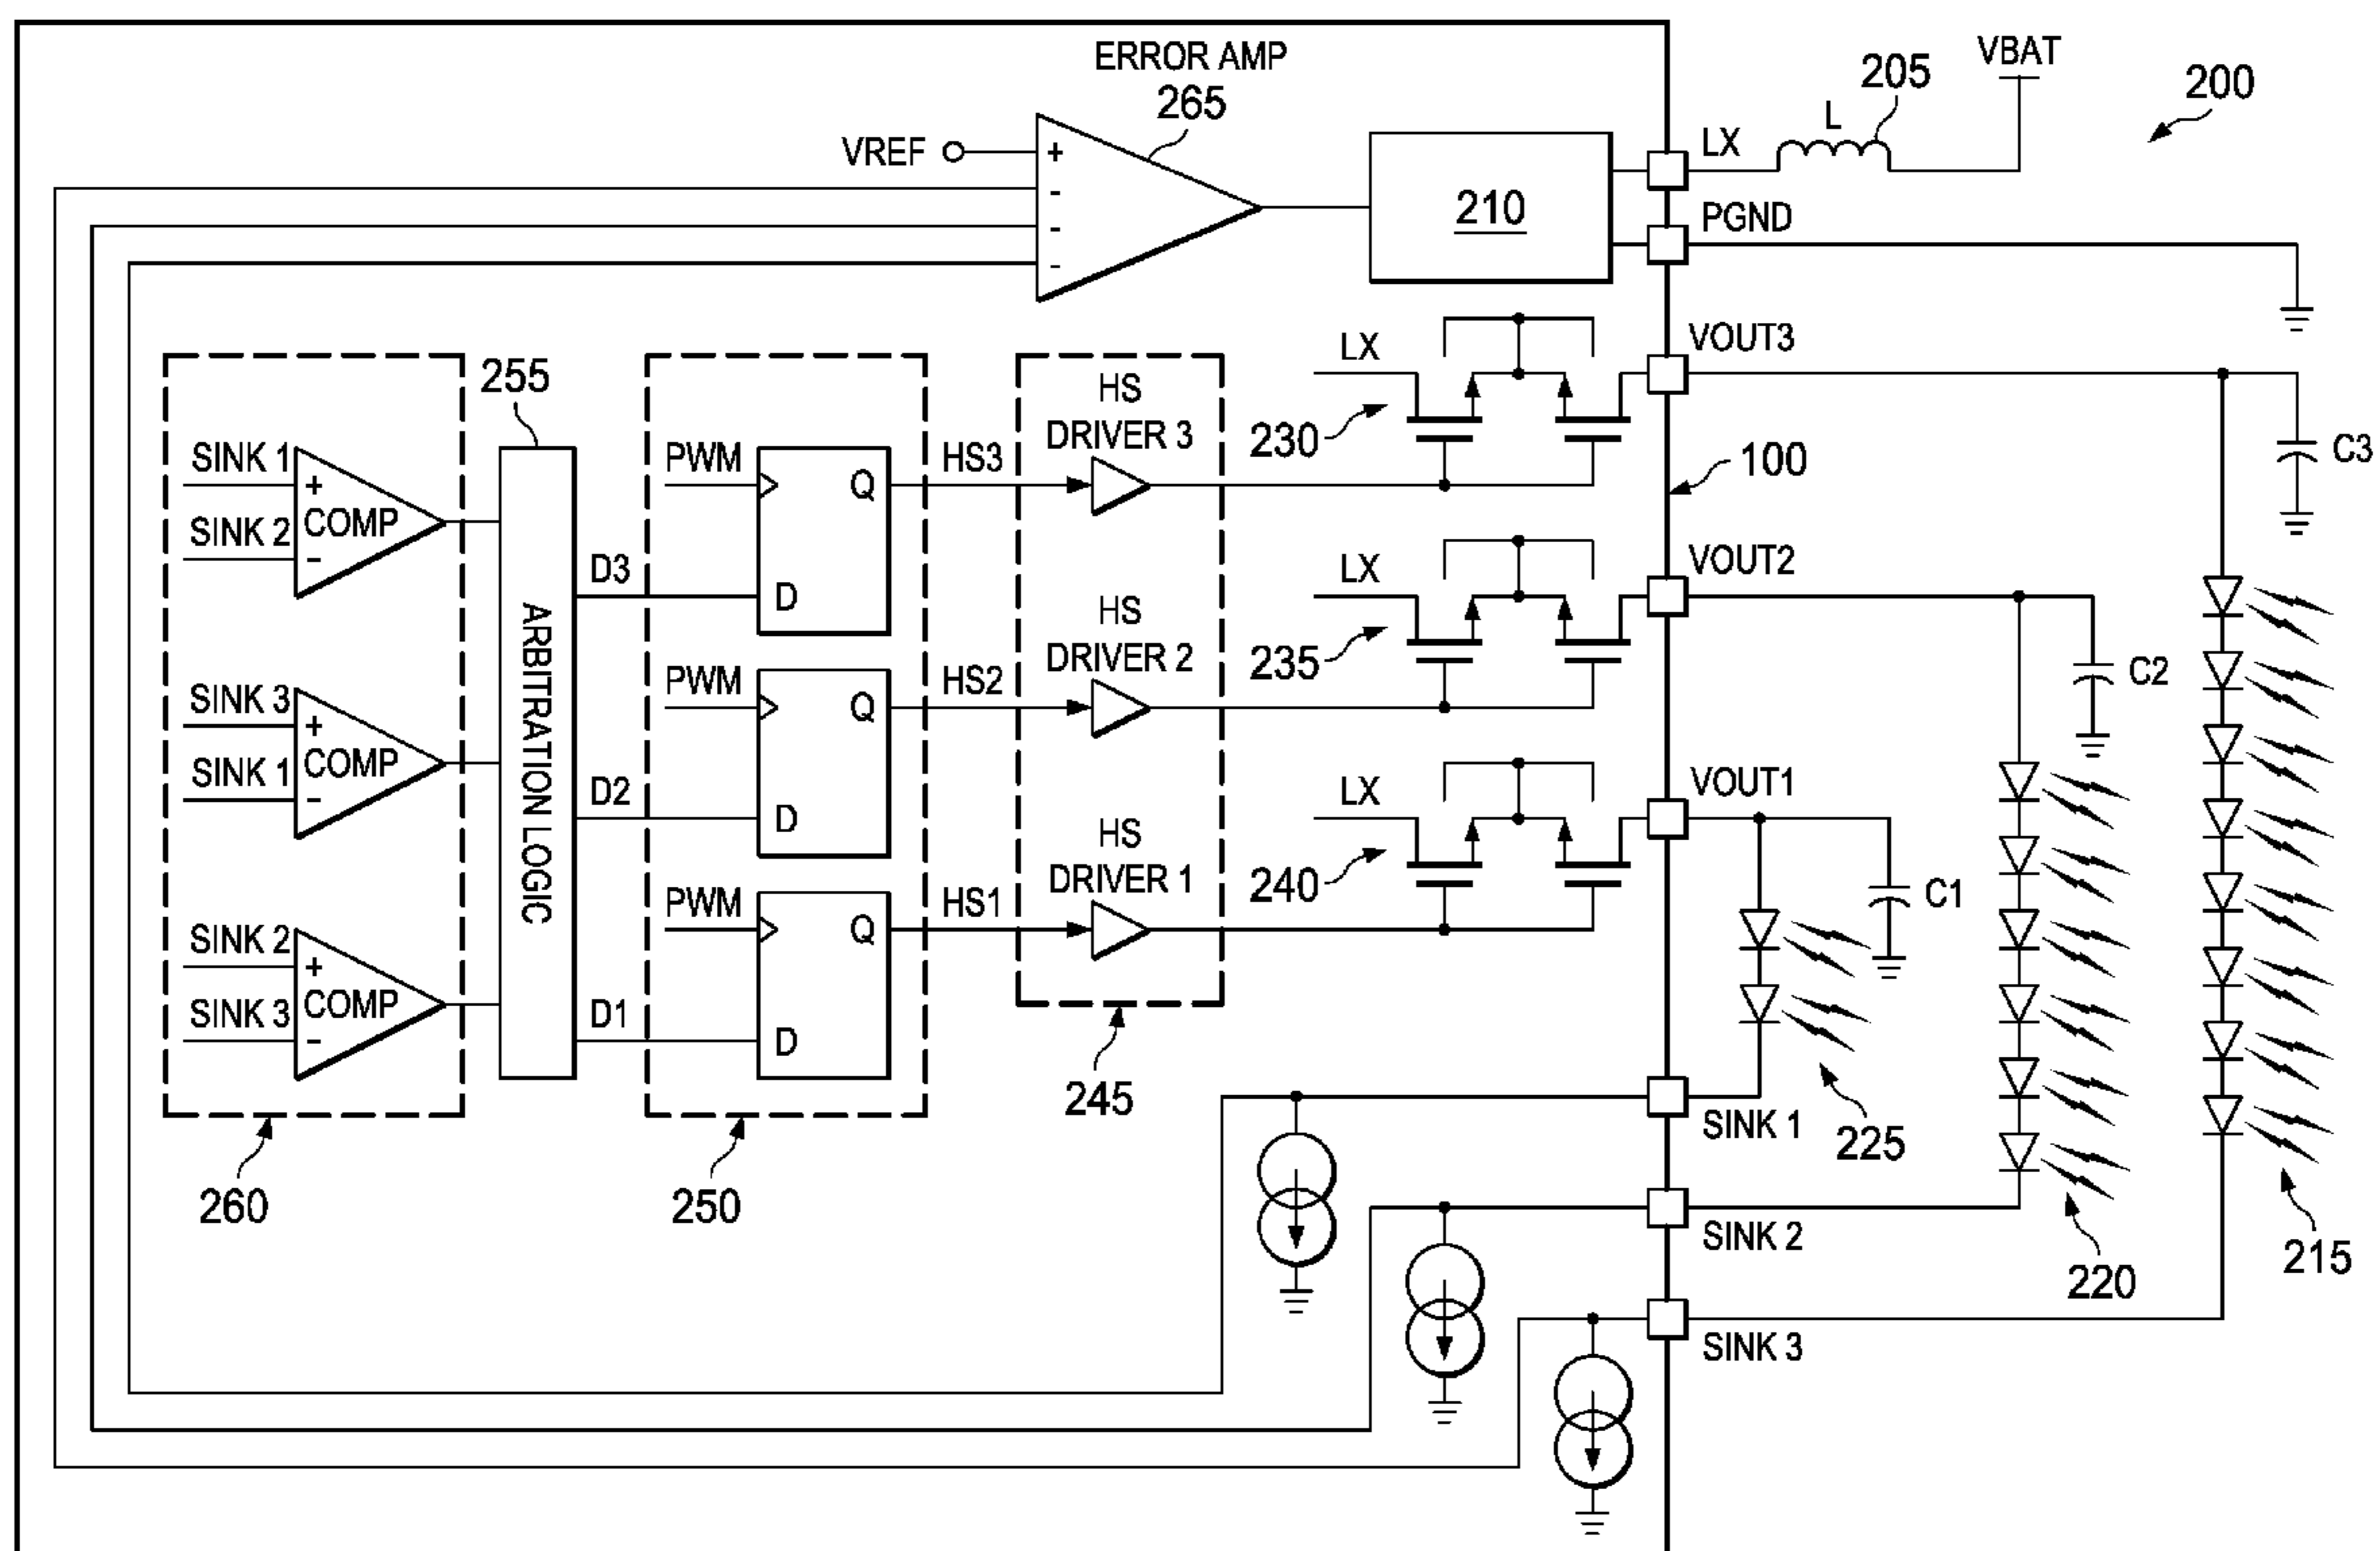 ERROR AMP
265
VREF
+
-
-
-
210
LX
L
205
VBAT
200
PGND
VOUT3
C3
255
SINK 1
+
COMP
SINK 2
-
SINK 3
+
COMP
SINK 1
-
SINK 2
+
COMP
SINK 3
-
260
ARBITRATION LOGIC
D3
D2
D1
PWM
Q
D
PWM
Q
D
PWM
Q
D
250
HS3
HS2
HS1
HS
DRIVER 3
HS
DRIVER 2
HS
DRIVER 1
245
LX
230
LX
235
LX
240
100
VOUT2
C2
VOUT1
C1
SINK 1
225
SINK 2
220
215
SINK 3